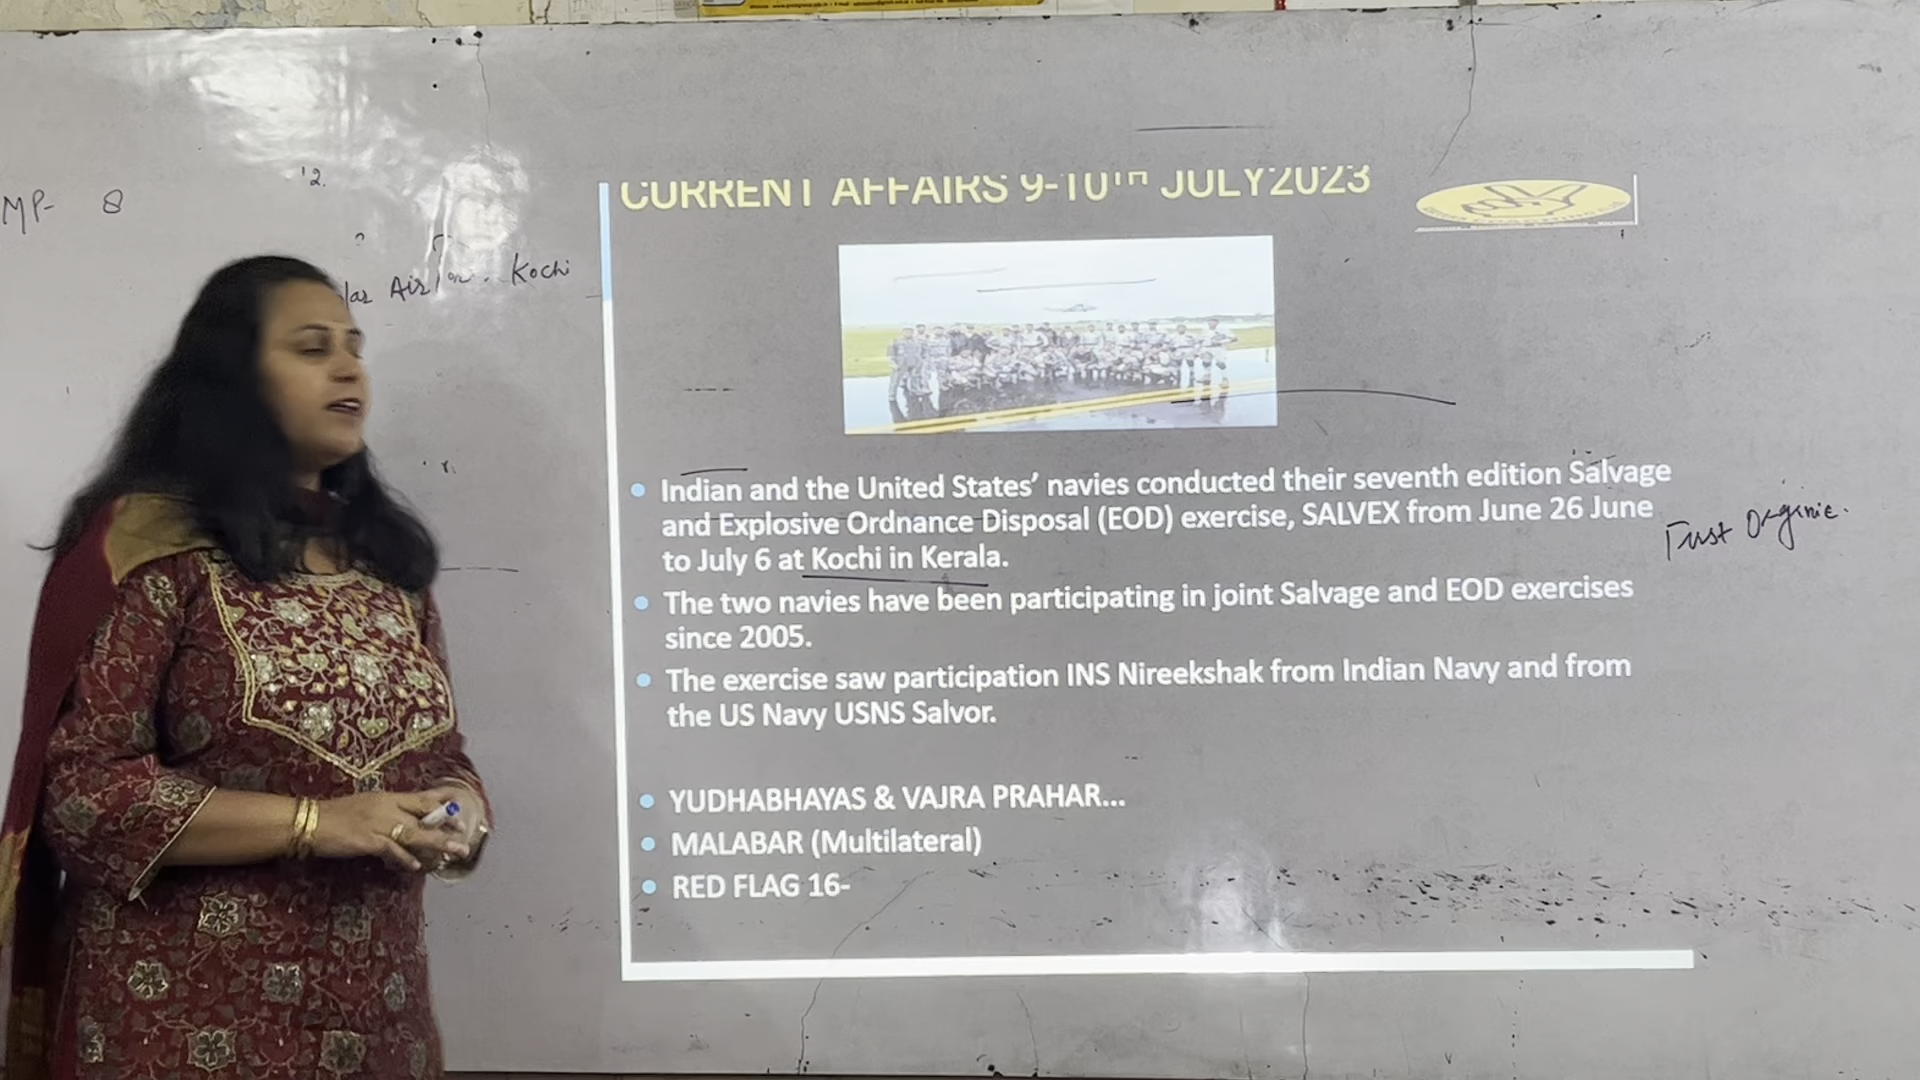 CURRENT AFFAIRS 9-10TH JULY2023
MP- 8
12.
Air Kochi
Indian and the United States’ navies conducted their seventh edition Salvage
and Explosive Ordnance Disposal (EOD) exercise, SALVEX from June 26 June
to July 6 at Kochi in Kerala.
First Organic.
The two navies have been participating in joint Salvage and EOD exercises
since 2005.
The exercise saw participation INS Nireekshak from Indian Navy and from
the US Navy USNS Salvor.
YUDHABHAYAS & VAJRA PRAHAR...
MALABAR (Multilateral)
RED FLAG 16-